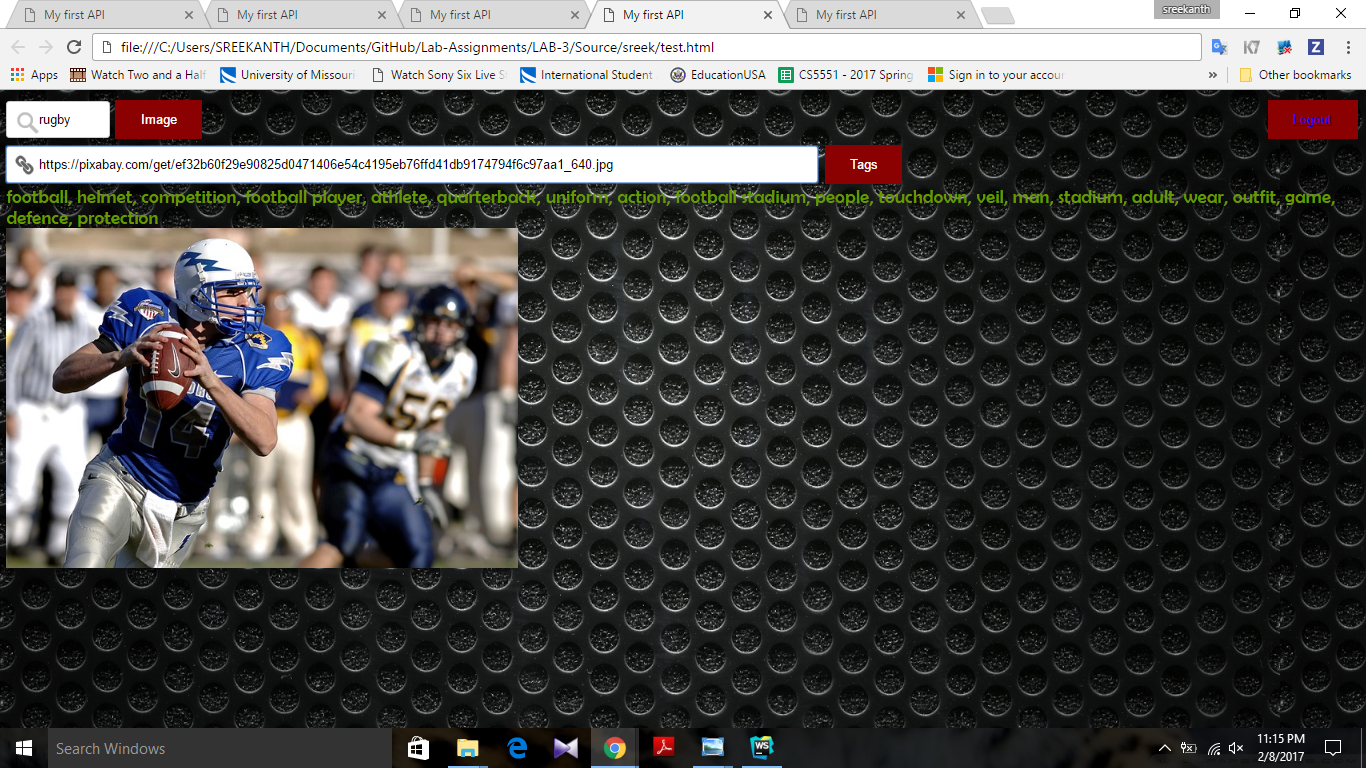 My first API
My first API
My first API
My first API
My first API
sreekanth
file:///C:/Users/SREEKANTH/Documents/GitHub/Lab-Assignments/LAB-3/Source/sreek/test.html
Apps
Watch Two and a Half
University of Missouri
Watch Sony Six Live S
International Student
EducationUSA
CS5551 - 2017 Spring
Sign in to your accou
»
Other bookmarks
rugby
Image
Logout
https://pixabay.com/get/ef32b60f29e90825d0471406e54c4195eb76ffd41db9174794f6c97aa1_640.jpg
Tags
football, helmet, competition, football player, athlete, quarterback, uniform, action, football stadium, people, touchdown, veil, man, stadium, adult, wear, outfit, game,
defence, protection
14
Search Windows
WS
11:15 PM
2/8/2017